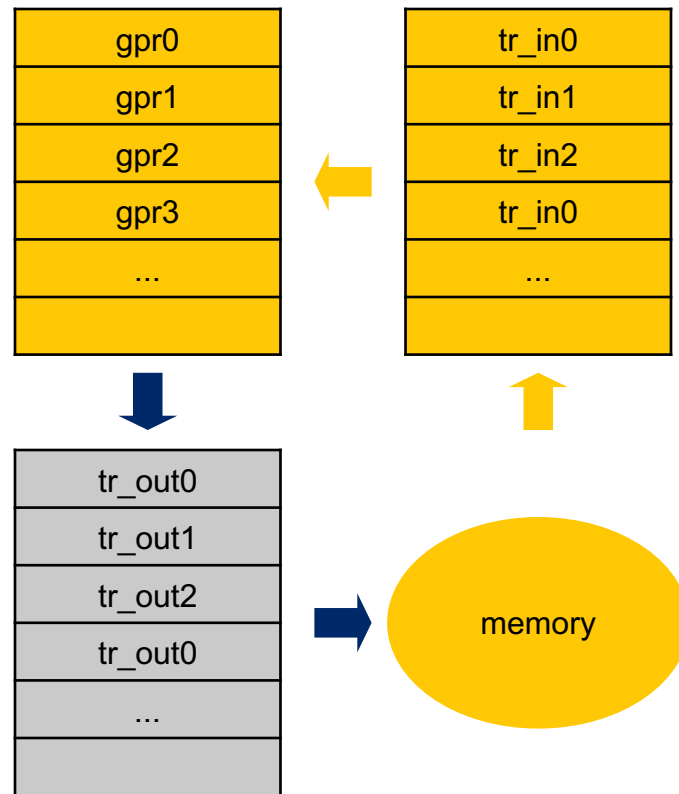 gpr0
gpr1
gpr2
gpr3
...
tr_in0
tr_in1
tr_in2
tr_in0
...
tr_out0
tr_out1
tr_out2
tr_out0
...
memory